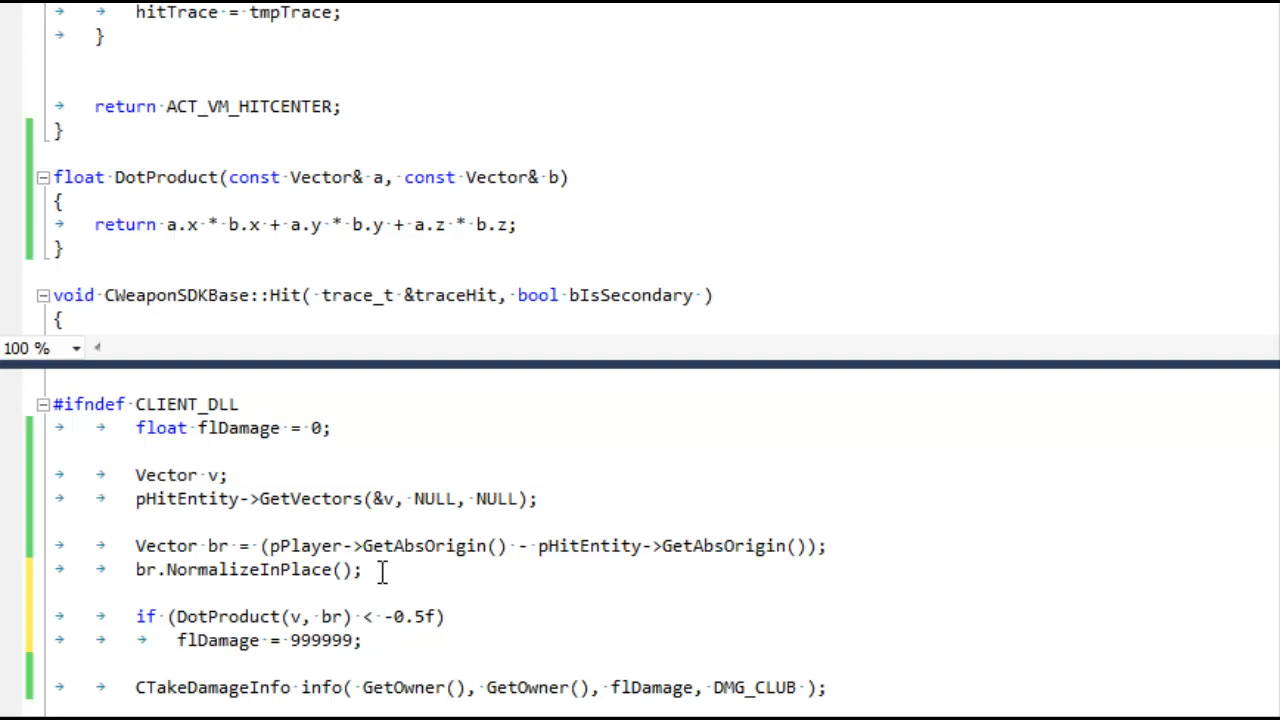 hitTrace = tmpTrace;
}
return ACT_VM_HITCENTER;
}
float DotProduct(const Vector& a, const Vector& b)
{
return a.x * b.x + a.y * b.y + a.z * b.z;
}
void CWeaponSDKBase::Hit( trace_t &traceHit, bool bIsSecondary )
{
100 %
#ifndef CLIENT_DLL
float flDamage = 0;
Vector v;
pHitEntity->GetVectors(&v, NULL, NULL);
Vector br = (pPlayer->GetAbsOrigin() - pHitEntity->GetAbsOrigin());
br.NormalizeInPlace();
if (DotProduct(v, br) < -0.5f)
flDamage = 999999;
CTakeDamageInfo info( GetOwner(), GetOwner(), flDamage, DMG_CLUB );